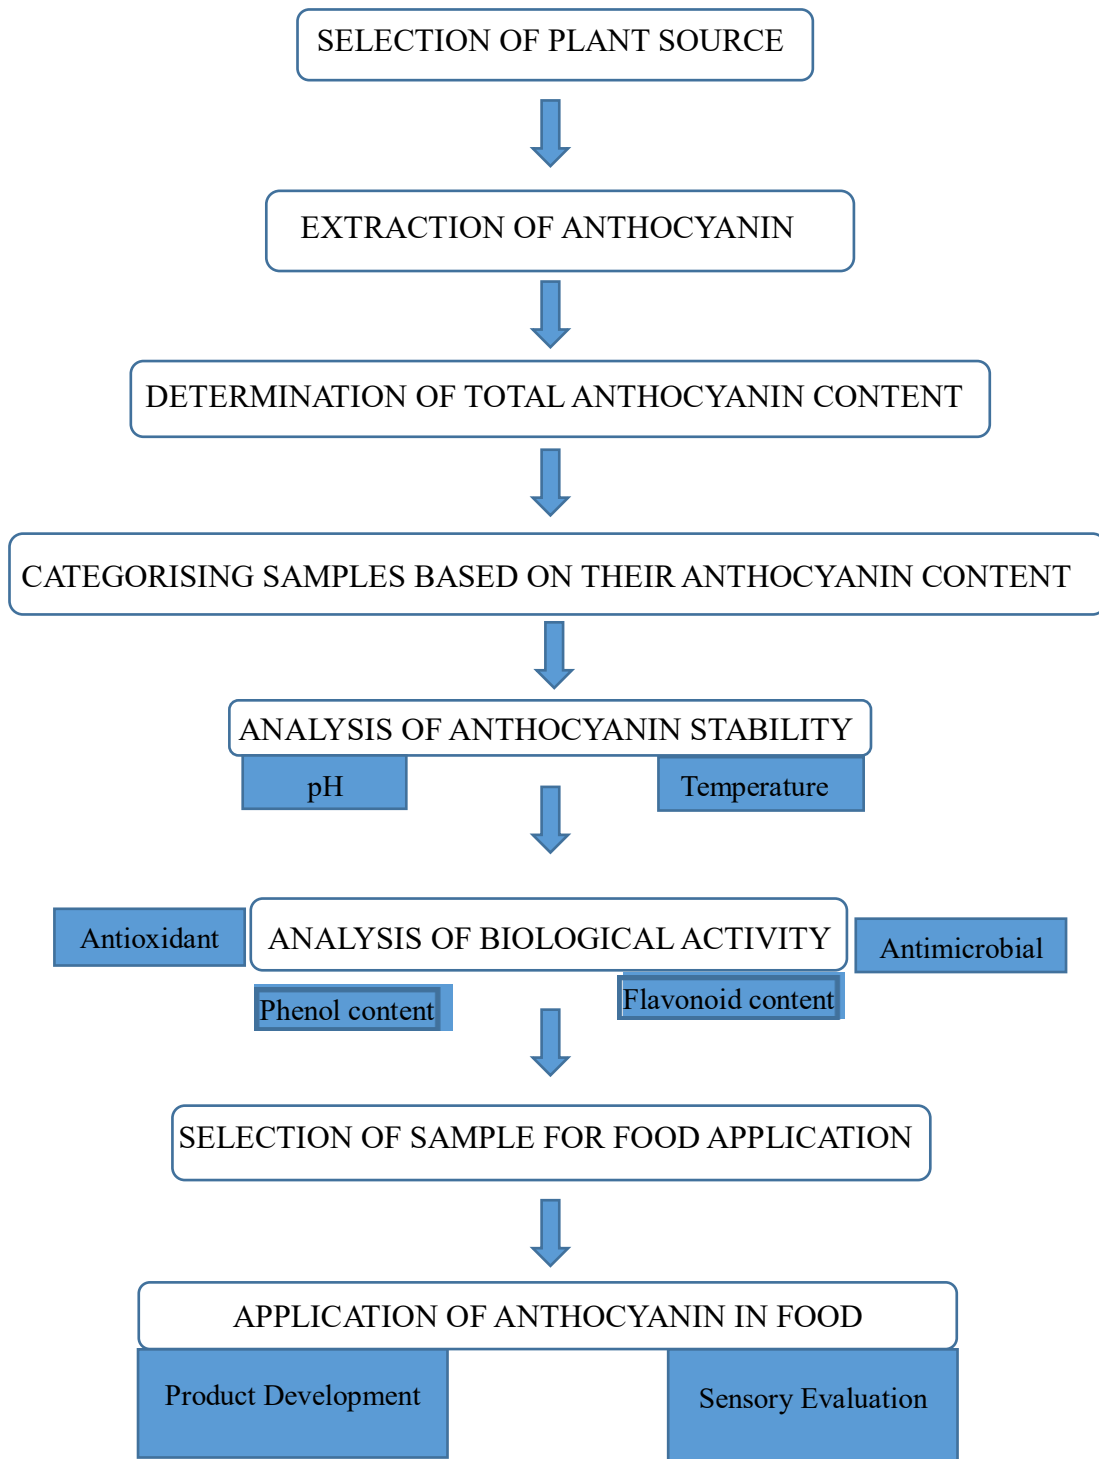 SELECTION OF PLANT SOURCE
EXTRACTION OF ANTHOCYANIN
DETERMINATION OF TOTAL ANTHOCYANIN CONTENT
CATEGORISING SAMPLES BASED ON THEIR ANTHOCYANIN CONTENT
ANALYSIS OF ANTHOCYANIN STABILITY
pH
Temperature
Antioxidant
ANALYSIS OF BIOLOGICAL ACTIVITY
Antimicrobial
Phenol content
Flavonoid content
SELECTION OF SAMPLE FOR FOOD APPLICATION
APPLICATION OF ANTHOCYANIN IN FOOD
Product Development
Sensory Evaluation